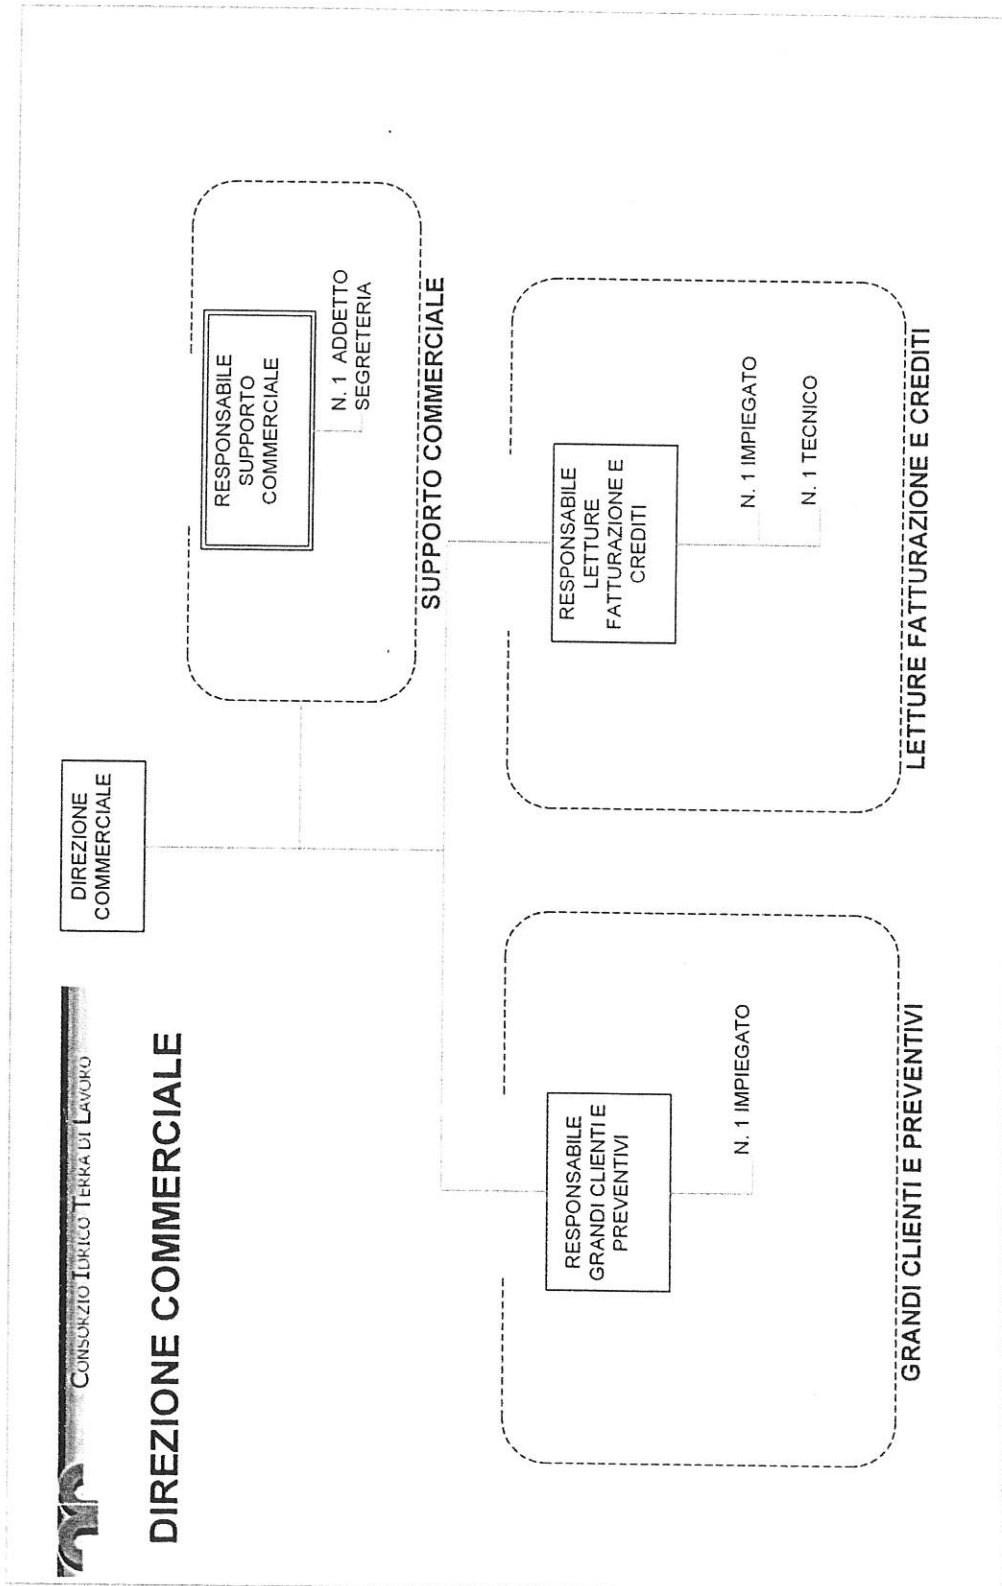 CONSORZIO IDRICO TERRA DI LAVORO
DIREZIONE COMMERCIALE
DIREZIONE
COMMERCIALE
RESPONSABILE
SUPPORTO
COMMERCIALE
N. 1 ADDETTO
SEGRETERIA
SUPPORTO COMMERCIALE
RESPONSABILE
GRANDI CLIENTI E
PREVENTIVI
N. 1 IMPIEGATO
GRANDI CLIENTI E PREVENTIVI
RESPONSABILE
LETTURE
FATTURAZIONE E
CREDITI
N. 1 IMPIEGATO
N. 1 TECNICO
LETTURE FATTURAZIONE E CREDITI